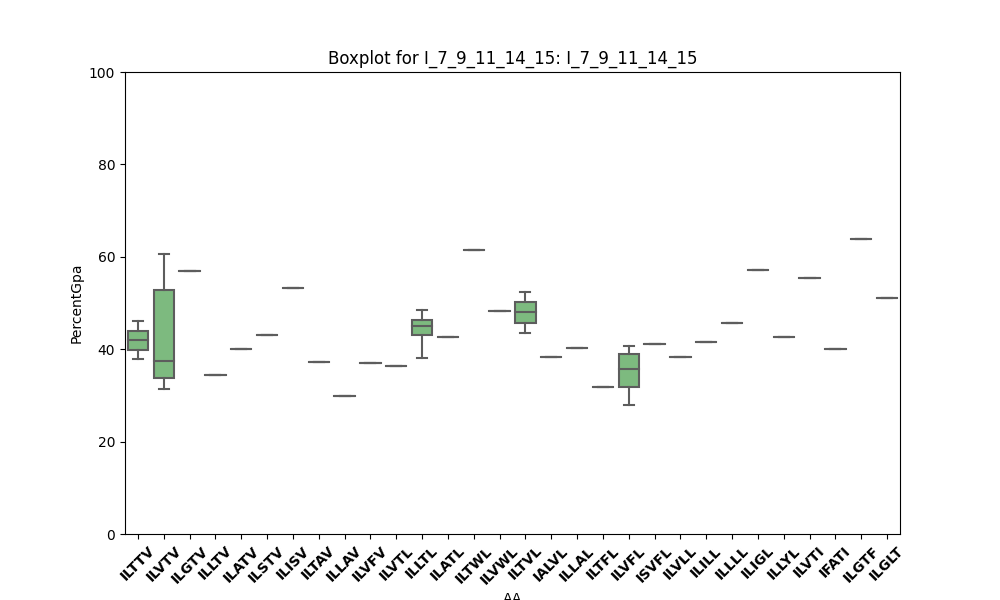 Boxplot for I_7_9_11_14_15: I_7_9_11_14_15
100
80
60
40
20
0
PercentGpa
ILTTV ILVTV ILGTV ILLTV ILATV ILSTV ILISV ILTAV ILLAV ILVFV ILVTL ILLTL ILATL ILTWL ILVWL ILTVL IALVL ILLAL ILTFL ILVFL ISVFL ILVLL ILILL ILLLL ILIGL ILLYL ILVTI IFATI ILGTF ILGLT
AA